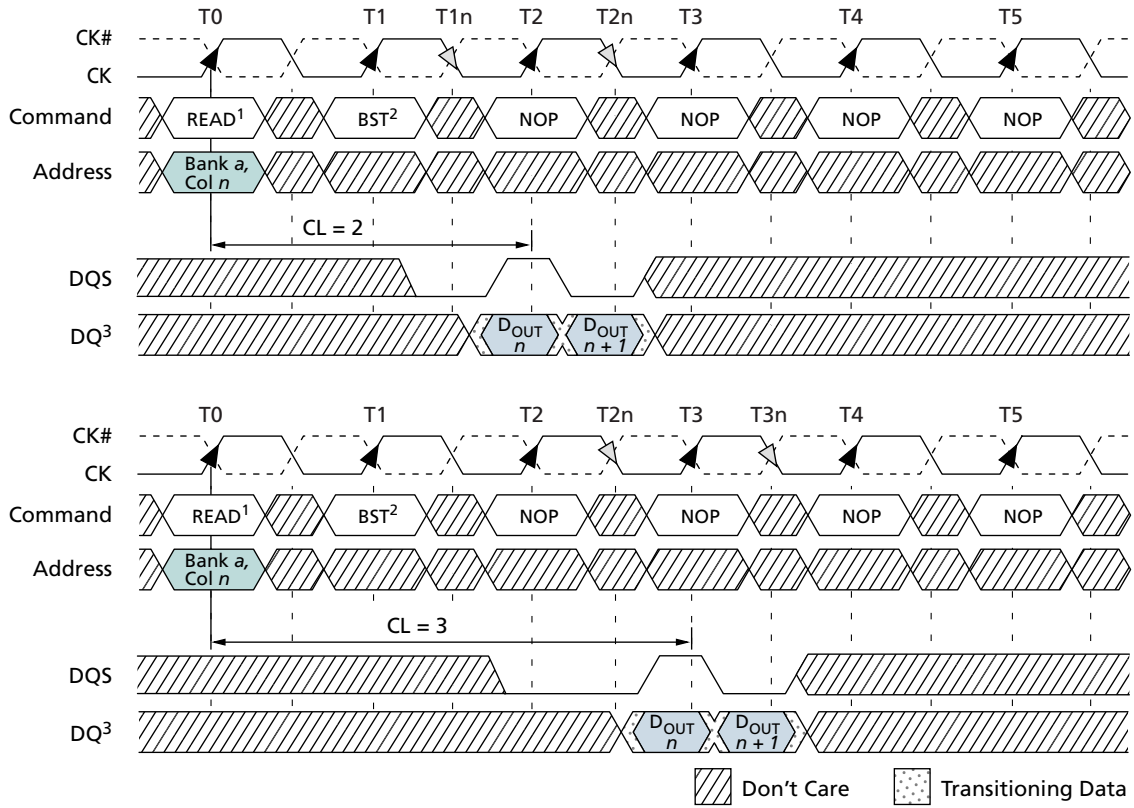 T0 T1 T1n T2 T2n T3 T4 T5
CK#
CK
Command READ1 BST2 NOP NOP NOP NOP
Address Bank a,
Col n
CL = 2
DQS
DQ3 DOUT DOUT
n n + 1
T0 T1 T2 T2n T3 T3n T4 T5
CK#
CK
Command READ1 BST2 NOP NOP NOP NOP
Address Bank a,
Col n
CL = 3
DQS
DQ3 DOUT DOUT
n n + 1
Don't Care Transitioning Data